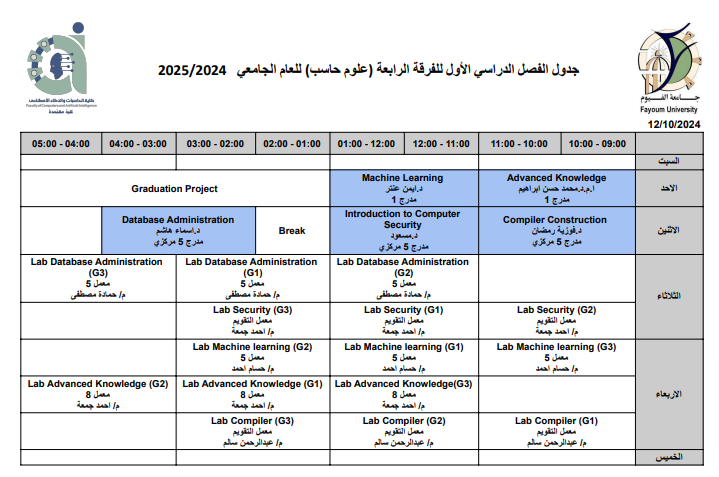 جدول الفصل الدراسي الأول للفرقة الرابعة (علوم حاسب) للعام الجامعي 2025/2024
كلية الحاسبات والذكاء الاصطناعي
Faculty of Computers and Artificial Intelligence
كلية معتمدة
جامعة الفيوم
Fayoum University
12/10/2024
05:00 - 04:00
04:00 - 03:00
03:00 - 02:00
02:00 - 01:00
01:00 - 12:00
12:00 - 11:00
11:00 - 10:00
10:00 - 09:00
السبت
الاحد
Graduation Project
Machine Learning
د.ايمن عنتر
مدرج 1
Advanced Knowledge
ا.م.د.محمد حسن ابراهيم
مدرج 1
الاثنين
Database Administration
د.اسماء هاشم
مدرج 5 مركزي
Break
Introduction to Computer
Security
د.مسعود
مدرج 5 مركزي
Compiler Construction
د.فوزية رمضان
مدرج 5 مركزي
الثلاثاء
Lab Database Administration
(G3)
معمل 5
م/ حمادة مصطفى
Lab Database Administration
(G1)
معمل 5
م/ حمادة مصطفى
Lab Database Administration
(G2)
معمل 5
م/ حمادة مصطفى
Lab Security (G3)
معمل التقويم
م/ احمد جمعة
Lab Security (G1)
معمل التقويم
م/ احمد جمعة
Lab Security (G2)
معمل التقويم
م/ احمد جمعة
الاربعاء
Lab Machine learning (G2)
معمل 5
م/ حسام احمد
Lab Machine learning (G1)
معمل 5
م/ حسام احمد
Lab Machine learning (G3)
معمل 5
م/ حسام احمد
Lab Advanced Knowledge (G2)
معمل 8
م/ احمد جمعة
Lab Advanced Knowledge (G1)
معمل 8
م/ احمد جمعة
Lab Advanced Knowledge(G3)
معمل 8
م/ احمد جمعة
Lab Compiler (G3)
معمل التقويم
م/ عبدالرحمن سالم
Lab Compiler (G2)
معمل التقويم
م/ عبدالرحمن سالم
Lab Compiler (G1)
معمل التقويم
م/ عبدالرحمن سالم
الخميس